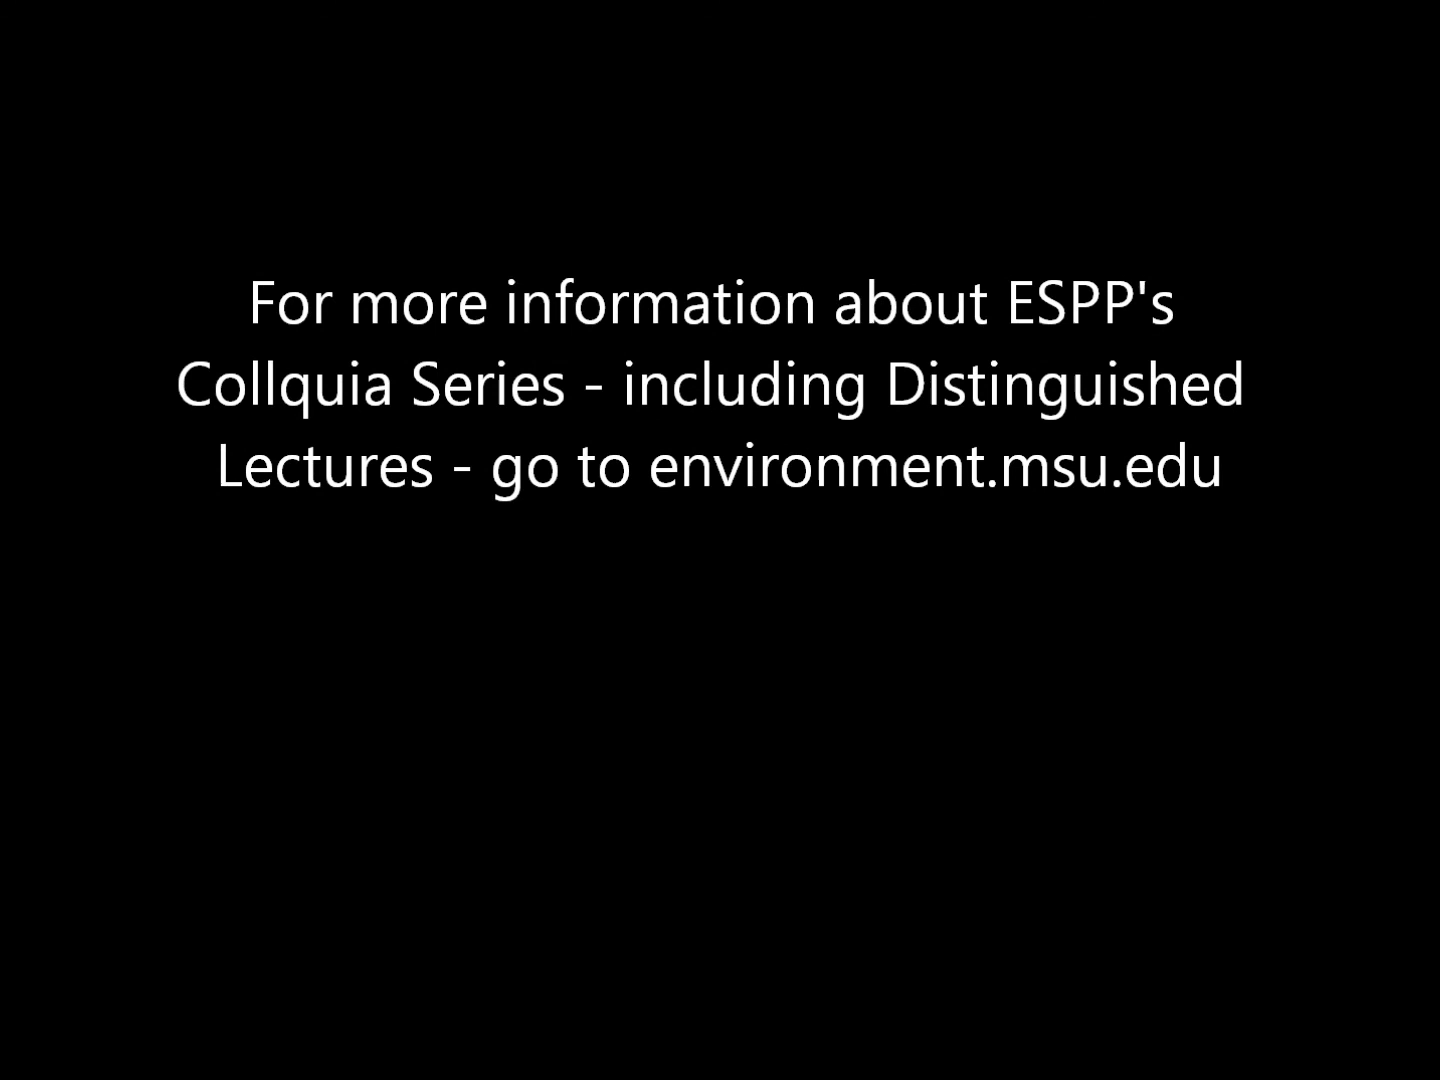 For more information about ESPP's
Collquia Series - including Distinguished
Lectures - go to environment.msu.edu